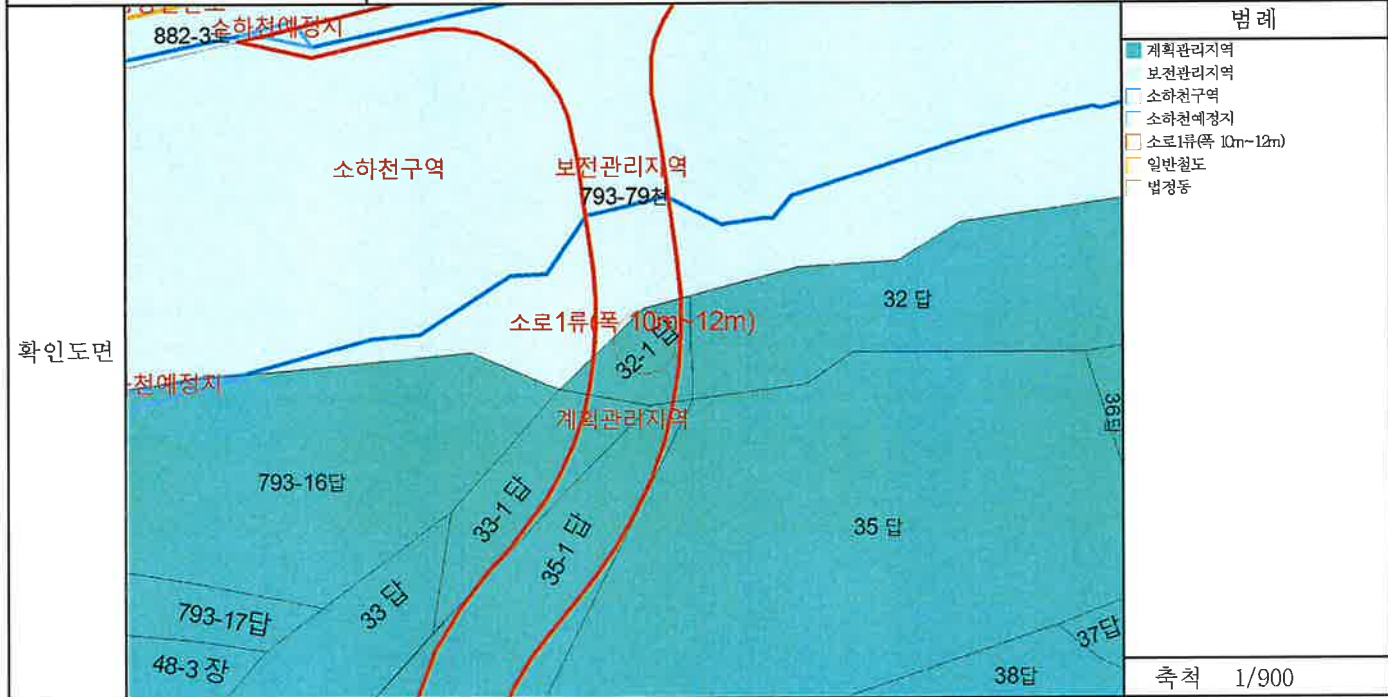 882-3도
소하천예정지
소하천구역
보전관리지역
793-79천
32 답
소로1류(폭 10m~12m)
32-1 답
확인도면
천예정지
계획관리지역
36답
793-16답
33-1 답
35-1 답
35 답
33 답
793-17답
37답
48-3 장
38답
범례
계획관리지역
보전관리지역
소하천구역
소하천예정지
소로1류(폭 10m~12m)
일반철도
법정동
축척 1/900